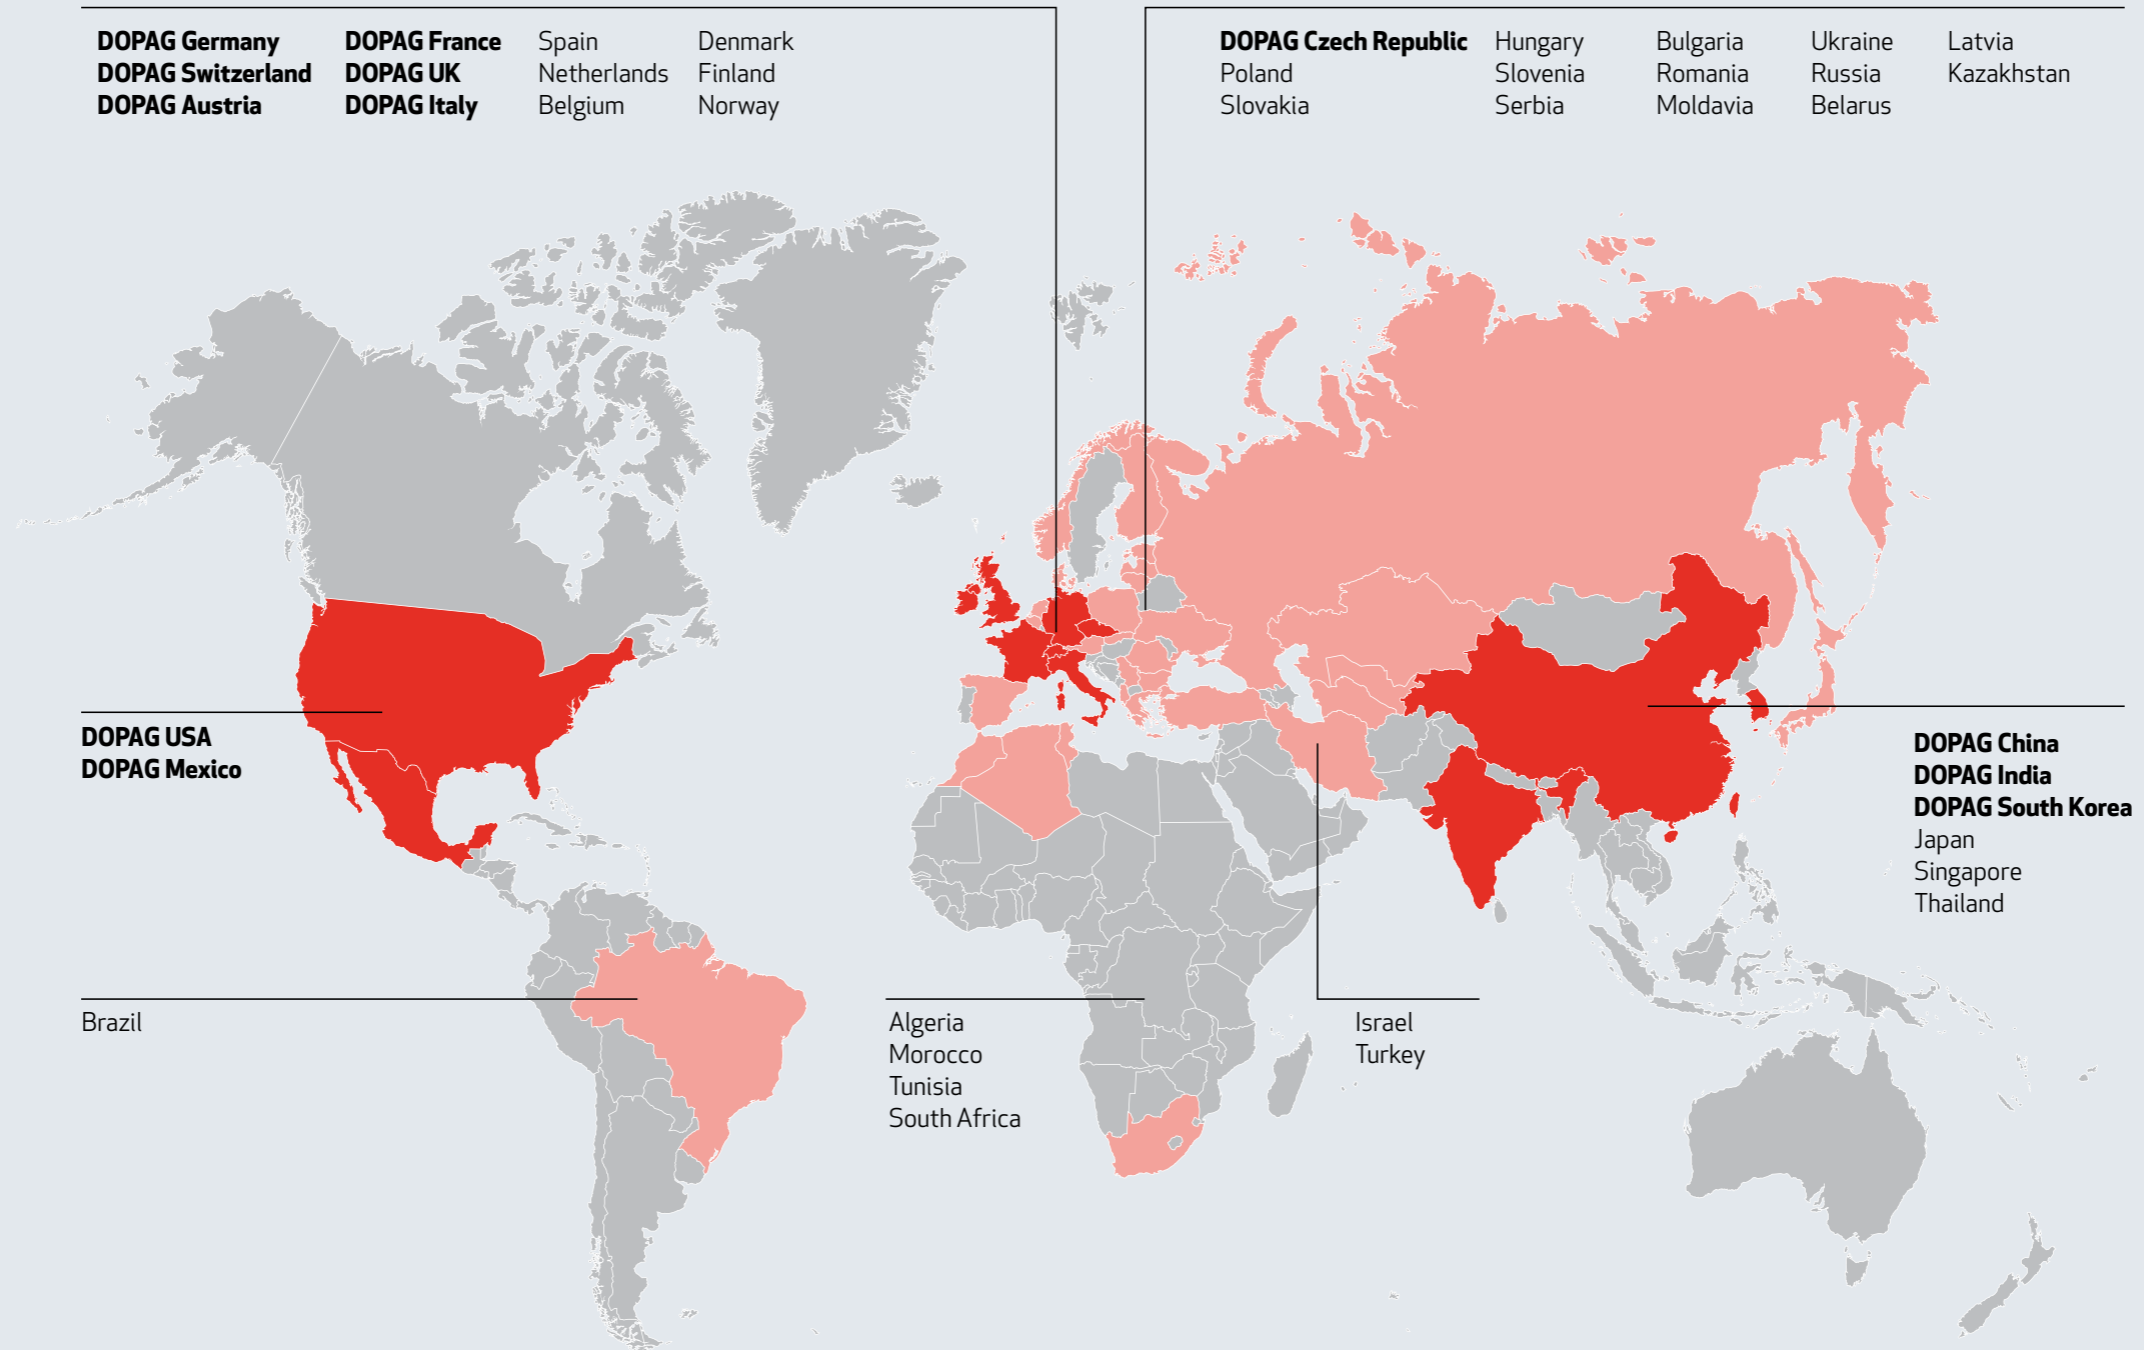 DOPAG Germany
DOPAG Switzerland
DOPAG Austria
DOPAG France
DOPAG UK
DOPAG Italy
Spain
Netherlands
Belgium
Denmark
Finland
Norway
DOPAG Czech Republic
Poland
Slovakia
Hungary
Slovenia
Serbia
Bulgaria
Romania
Moldavia
Ukraine
Russia
Belarus
Latvia
Kazakhstan
DOPAG USA
DOPAG Mexico
DOPAG China
DOPAG India
DOPAG South Korea
Japan
Singapore
Thailand
Brazil
Algeria
Morocco
Tunisia
South Africa
Israel
Turkey